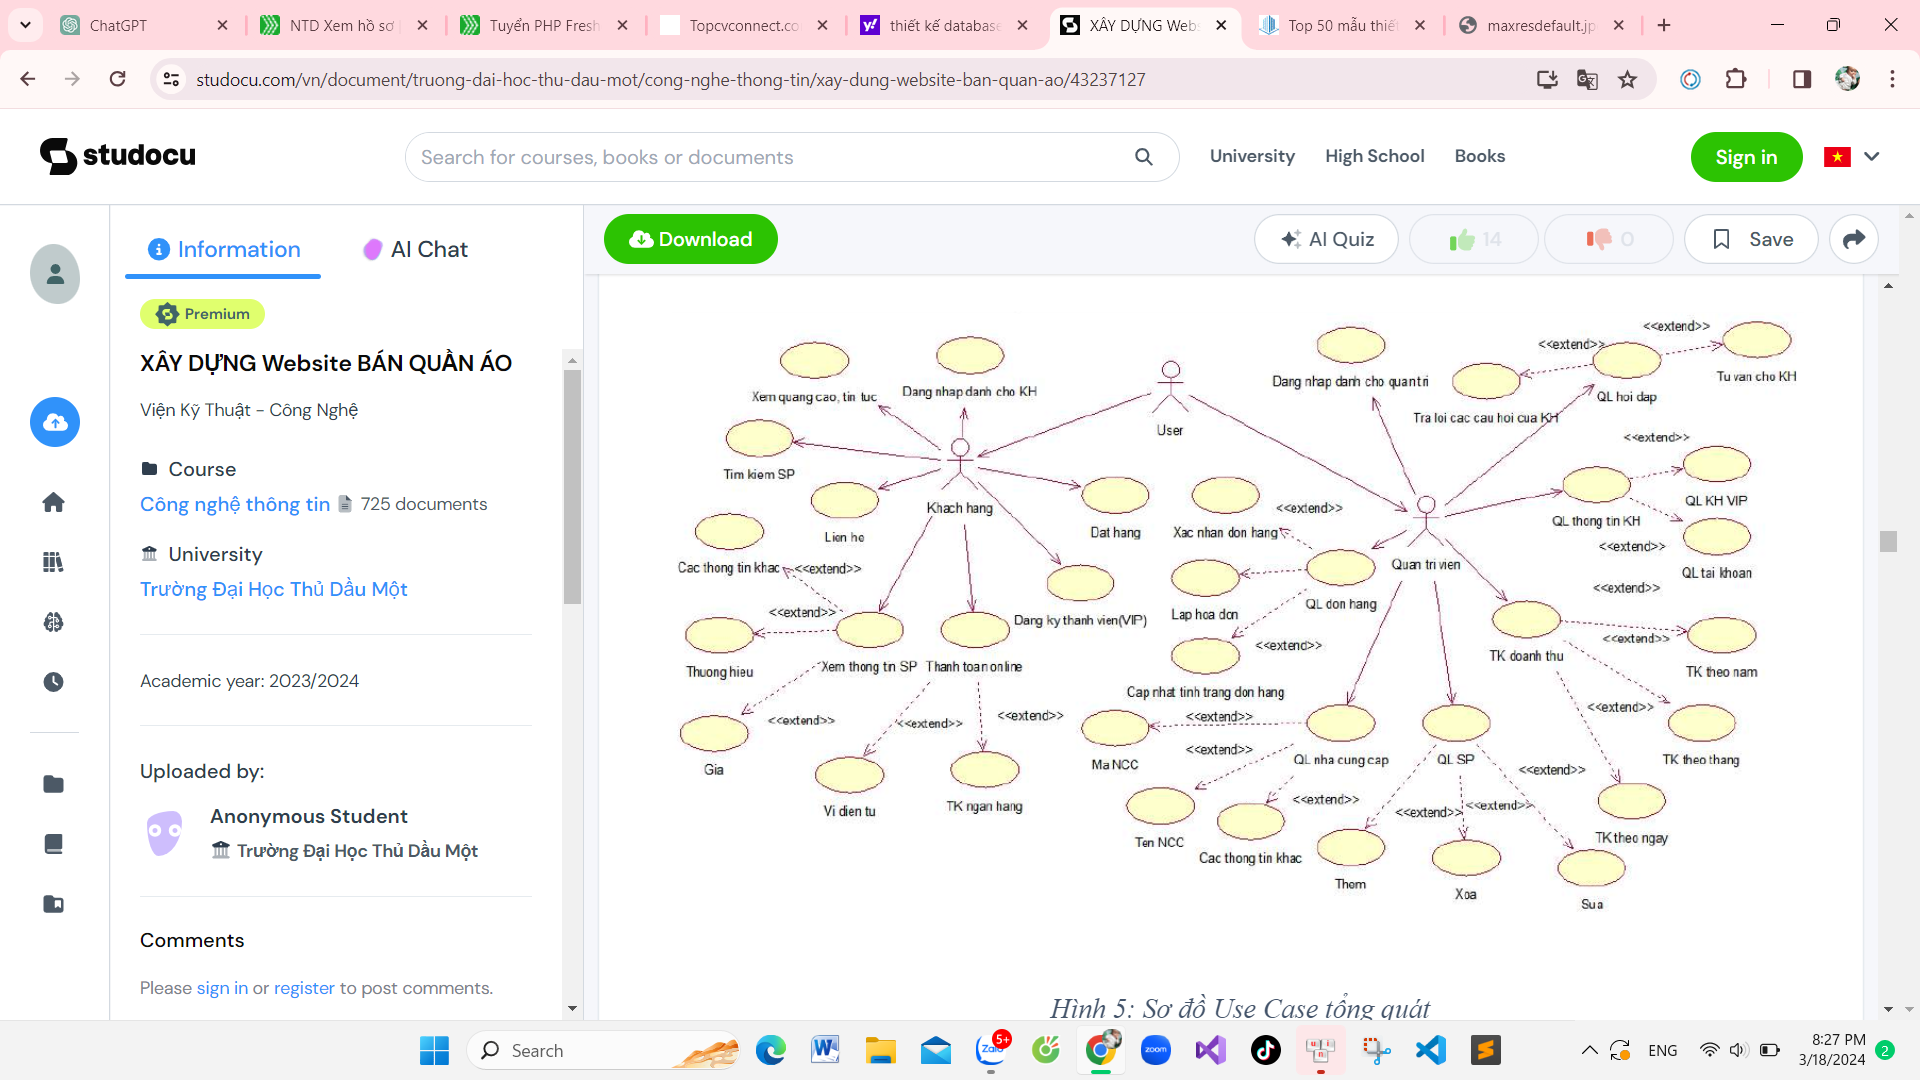 ChatGPT
NTD Xem hồ sơ
Tuyển PHP Fresh
Topcvconnect.co
thiết kế database
XÂY DỰNG Webs
Top 50 mẫu thiết
maxresdefault.jp
studocu.com/vn/document/truong-dai-hoc-thu-dau-mot/cong-nghe-thong-tin/xay-dung-website-ban-quan-ao/43237127
studocu
Search for courses, books or documents
University
High School
Books
Sign in
Information
AI Chat
Download
AI Quiz
14
0
Save
Premium
XÂY DỰNG Website BÁN QUẦN ÁO
Viện Kỹ Thuật - Công Nghệ
Course
Công nghệ thông tin 725 documents
University
Trường Đại Học Thủ Dầu Một
Academic year: 2023/2024
Uploaded by:
Anonymous Student
Trường Đại Học Thủ Dầu Một
Comments
Please sign in or register to post comments.
<<extend>>
<<extend>>
Tu van cho KH
Dang nhap danh cho quan tri
Xem quang cao, tin tuc
Dang nhap danh cho KH
QL hoi dap
Tra loi cac cau hoi cua KH
User
<<extend>>
Tim kiem SP
QL KH VIP
Khach hang
<<extend>>
QL thong tin KH
Lien he
Dat hang
Xac nhan don hang
<<extend>>
Cac thong tin khac
<<extend>>
Quan tri vien
QL tai khoan
<<extend>>
QL don hang
<<extend>>
Lap hoa don
Dang ky thanh vien(VIP)
<<extend>>
<<extend>>
TK doanh thu
Thuong hieu
Xem thong tin SP
Thanh toan online
TK theo nam
Cap nhat tinh trang don hang
<<extend>>
<<extend>>
<<extend>>
<<extend>>
<<extend>>
<<extend>>
Gia
Ma NCC
QL nha cung cap
QL SP
TK theo thang
<<extend>>
Vi dien tu
TK ngan hang
<<extend>>
<<extend>>
<<extend>>
Ten NCC
TK theo ngay
Cac thong tin khac
Them
Xoa
Sua
Hình 5: Sơ đồ Use Case tổng quát
Search
5+
Zalo
zoom
ENG
8:27 PM
3/18/2024
2